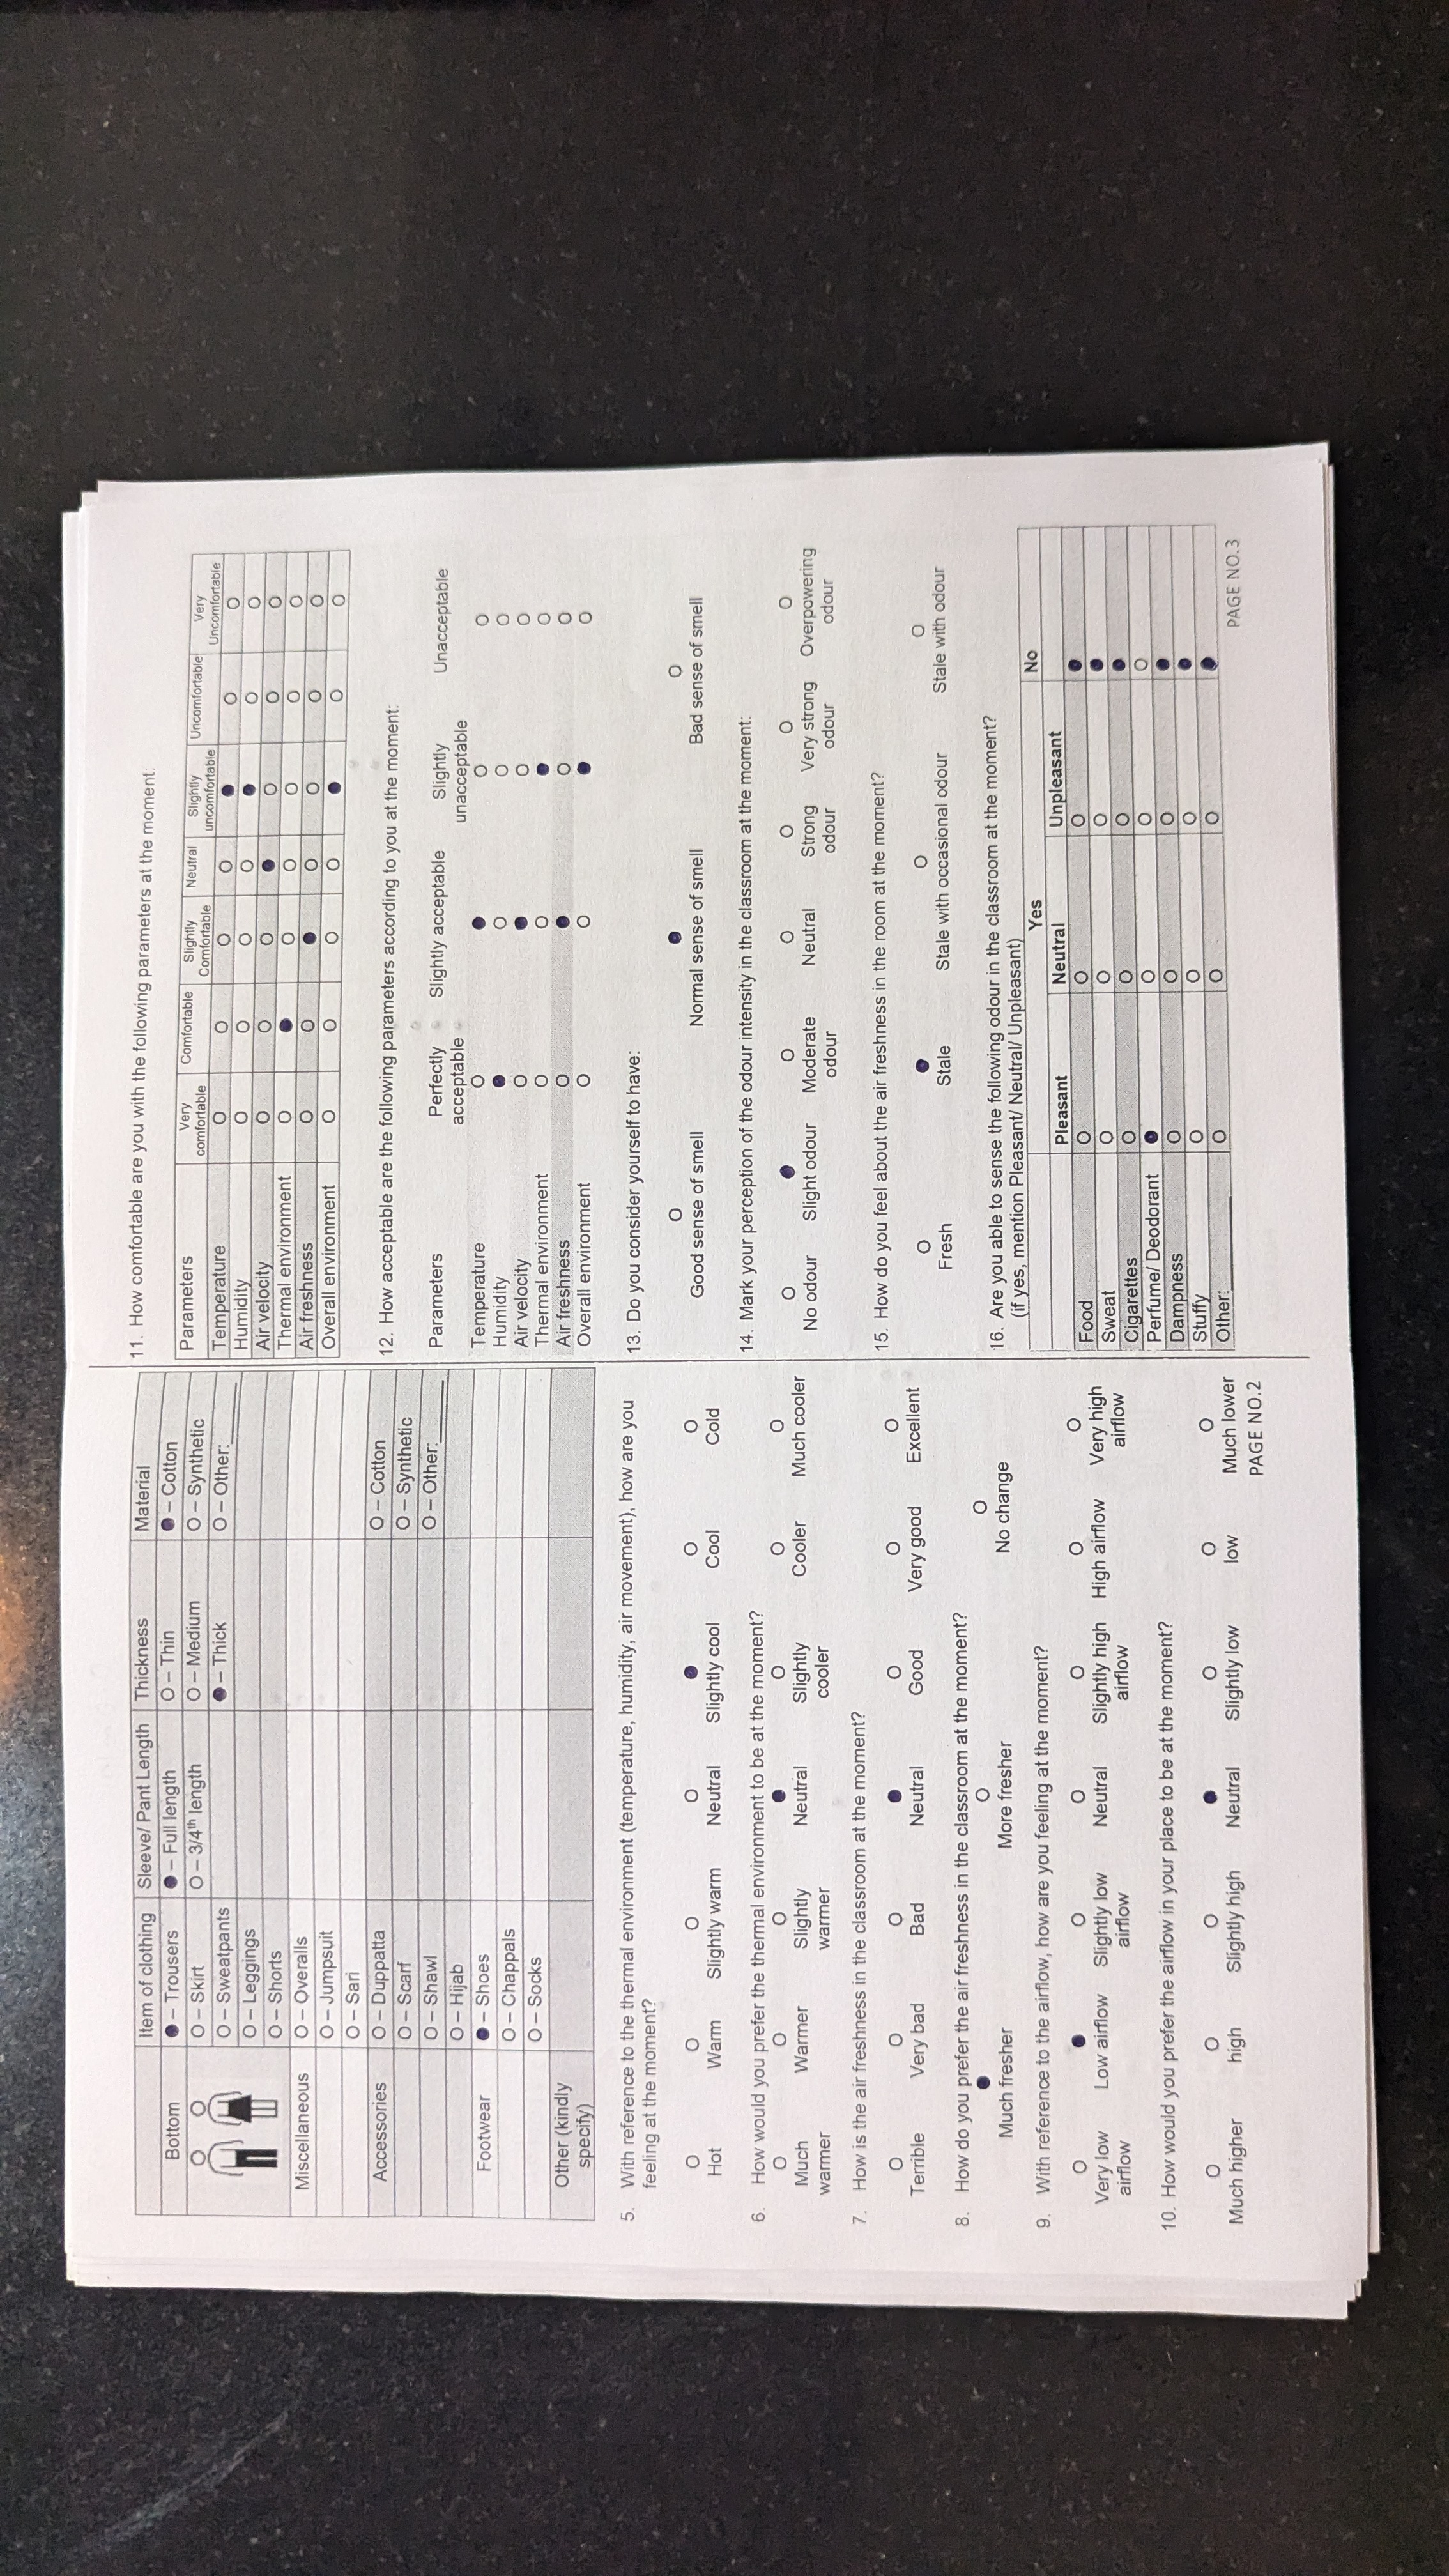 Item of clothing Sleeve/ Pant Length Thickness Material
Bottom ● – Trousers ● – Full length O – Thin ● – Cotton
O – Skirt O – 3/4th length O – Medium O – Synthetic
O – Sweatpants ● – Thick O – Other:______
O – Leggings
O – Shorts
Miscellaneous O – Overalls
O – Jumpsuit
O – Sari
Accessories O – Duppatta O – Cotton
O – Scarf O – Synthetic
O – Shawl O – Other:______
O – Hijab
Footwear ● – Shoes
O – Chappals
O – Socks
Other (kindly
specify)
5. With reference to the thermal environment (temperature, humidity, air movement), how are you
feeling at the moment?
O O O O ● O O
Hot Warm Slightly warm Neutral Slightly cool Cool Cold
6. How would you prefer the thermal environment to be at the moment?
O O O ● O O O
Much Warmer Slightly Neutral Slightly Cooler Much cooler
warmer warmer cooler
7. How is the air freshness in the classroom at the moment?
O O O ● O O O
Terrible Very bad Bad Neutral Good Very good Excellent
8. How do you prefer the air freshness in the classroom at the moment?
● O O
Much fresher More fresher No change
9. With reference to the airflow, how are you feeling at the moment?
O ● O O O O O
Very low Low airflow Slightly low Neutral Slightly high High airflow Very high
airflow airflow airflow airflow
10. How would you prefer the airflow in your place to be at the moment?
O O O ● O O O
Much higher high Slightly high Neutral Slightly low low Much lower
PAGE NO.2
11. How comfortable are you with the following parameters at the moment:
Parameters Very Comfortable Slightly Neutral Slightly Uncomfortable Very
comfortable Comfortable uncomfortable Uncomfortable
Temperature O O O O ● O O
Humidity O O O O ● O O
Air velocity O O O ● O O O
Thermal environment O ● O O O O O
Air freshness O O ● O O O O
Overall environment O O O O ● O O
12. How acceptable are the following parameters according to you at the moment:
Parameters Perfectly Slightly acceptable Slightly Unacceptable
acceptable unacceptable
Temperature O ● O O
Humidity ● O O O
Air velocity O ● O O
Thermal environment O O ● O
Air freshness O ● O O
Overall environment O O ● O
13. Do you consider yourself to have:
O ● O
Good sense of smell Normal sense of smell Bad sense of smell
14. Mark your perception of the odour intensity in the classroom at the moment:
O ● O O O O O
No odour Slight odour Moderate Neutral Strong Very strong Overpowering
odour odour odour odour
15. How do you feel about the air freshness in the room at the moment?
O ● O O
Fresh Stale Stale with occasional odour Stale with odour
16. Are you able to sense the following odour in the classroom at the moment?
(if yes, mention Pleasant/ Neutral/ Unpleasant)
Yes No
Pleasant Neutral Unpleasant
Food O O O ●
Sweat O O O ●
Cigarettes O O O ●
Perfume/ Deodorant ● O O O
Dampness O O O ●
Stuffy O O O ●
Other:______ O O O ●
PAGE NO.3